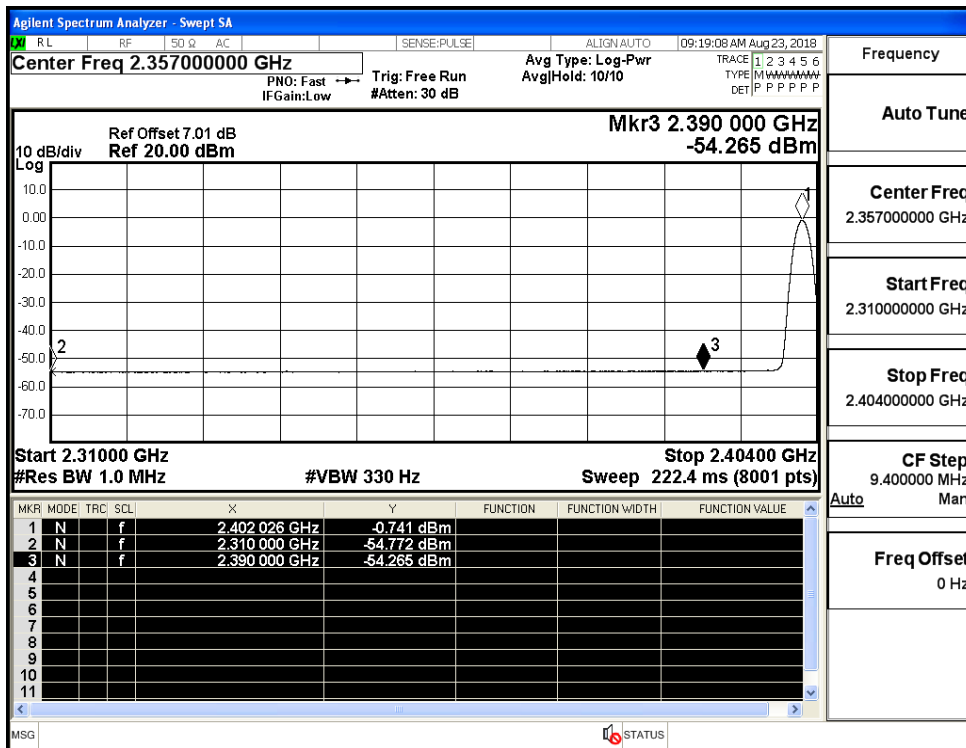 Agilent Spectrum Analyzer - Swept SA
LXI RL RF 50 Ω AC SENSE:PULSE ALIGNAUTO 09:19:08 AM Aug 23, 2018
Center Freq 2.357000000 GHz
PNO: Fast
IFGain:Low
Trig: Free Run
#Atten: 30 dB
Avg Type: Log-Pwr
Avg|Hold: 10/10
TRACE 1 2 3 4 5 6
TYPE M
DET P P P P P P
Ref Offset 7.01 dB
10 dB/div Ref 20.00 dBm
Log
Mkr3 2.390 000 GHz
-54.265 dBm
10.0
0.00
-10.0
-20.0
-30.0
-40.0
-50.0
-60.0
-70.0
1
2
3
Start 2.31000 GHz Stop 2.40400 GHz
#Res BW 1.0 MHz #VBW 330 Hz Sweep 222.4 ms (8001 pts)
MKR MODE TRC SCL X Y FUNCTION FUNCTION WIDTH FUNCTION VALUE
1 N f 2.402 026 GHz -0.741 dBm
2 N f 2.310 000 GHz -54.772 dBm
3 N f 2.390 000 GHz -54.265 dBm
4
5
6
7
8
9
10
11
MSG STATUS
Frequency
Auto Tune
Center Freq
2.357000000 GHz
Start Freq
2.310000000 GHz
Stop Freq
2.404000000 GHz
CF Step
9.400000 MHz
Auto Man
Freq Offset
0 Hz